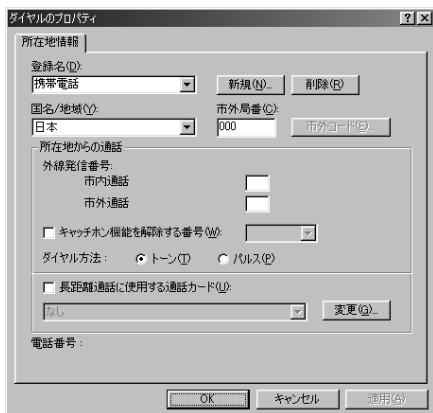 ダイヤルのプロパティ
所在地情報
登録名(D):
携帯電話 新規(N)... 削除(R)
国名/地域(Y): 市外局番(C):
日本 000 市外コード(E)...
所在地からの通話
外線発信番号:
市内通話
市外通話
キャッチホン機能を解除する番号(W):
ダイヤル方法: トーン(T) パルス(P)
長距離通話に使用する通話カード(U):
なし 変更(G)...
電話番号:
OK キャンセル 適用(A)